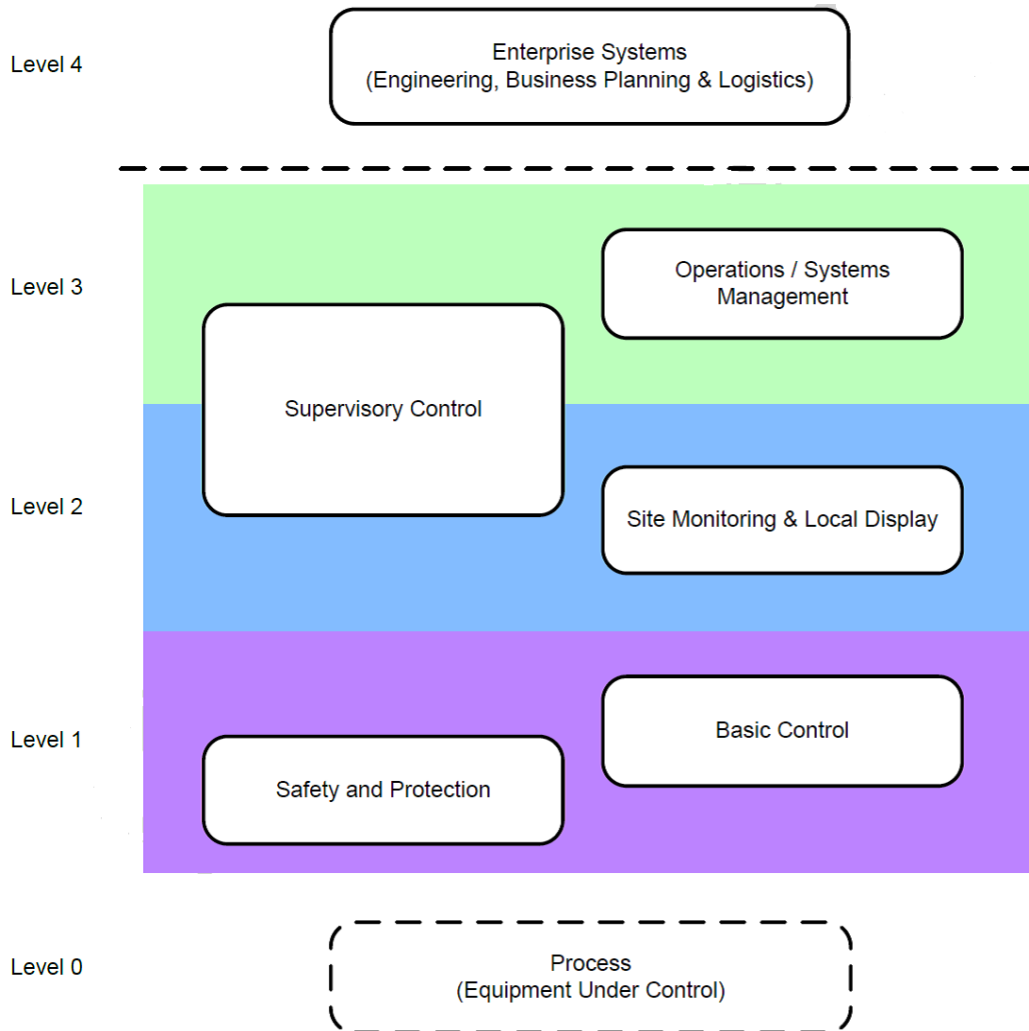 Level 4
Enterprise Systems
(Engineering, Business Planning & Logistics)
Level 3
Operations / Systems
Management
Supervisory Control
Level 2
Site Monitoring & Local Display
Level 1
Basic Control
Safety and Protection
Level 0
Process
(Equipment Under Control)